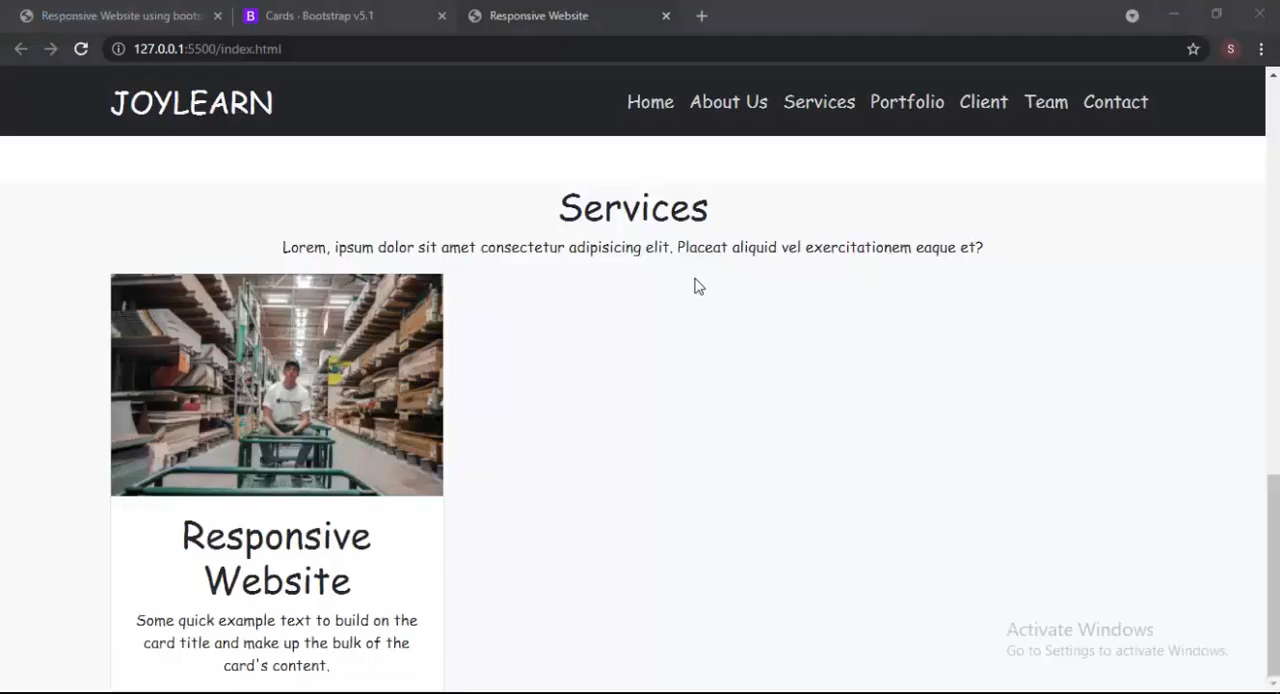 Responsive Website using boots
Cards · Bootstrap v5.1
Responsive Website
127.0.0.1:5500/index.html
S
JOYLEARN
Home About Us Services Portfolio Client Team Contact
Services
Lorem, ipsum dolor sit amet consectetur adipisicing elit. Placeat aliquid vel exercitationem eaque et?
Responsive
Website
Some quick example text to build on the
card title and make up the bulk of the
card's content.
Activate Windows
Go to Settings to activate Windows.